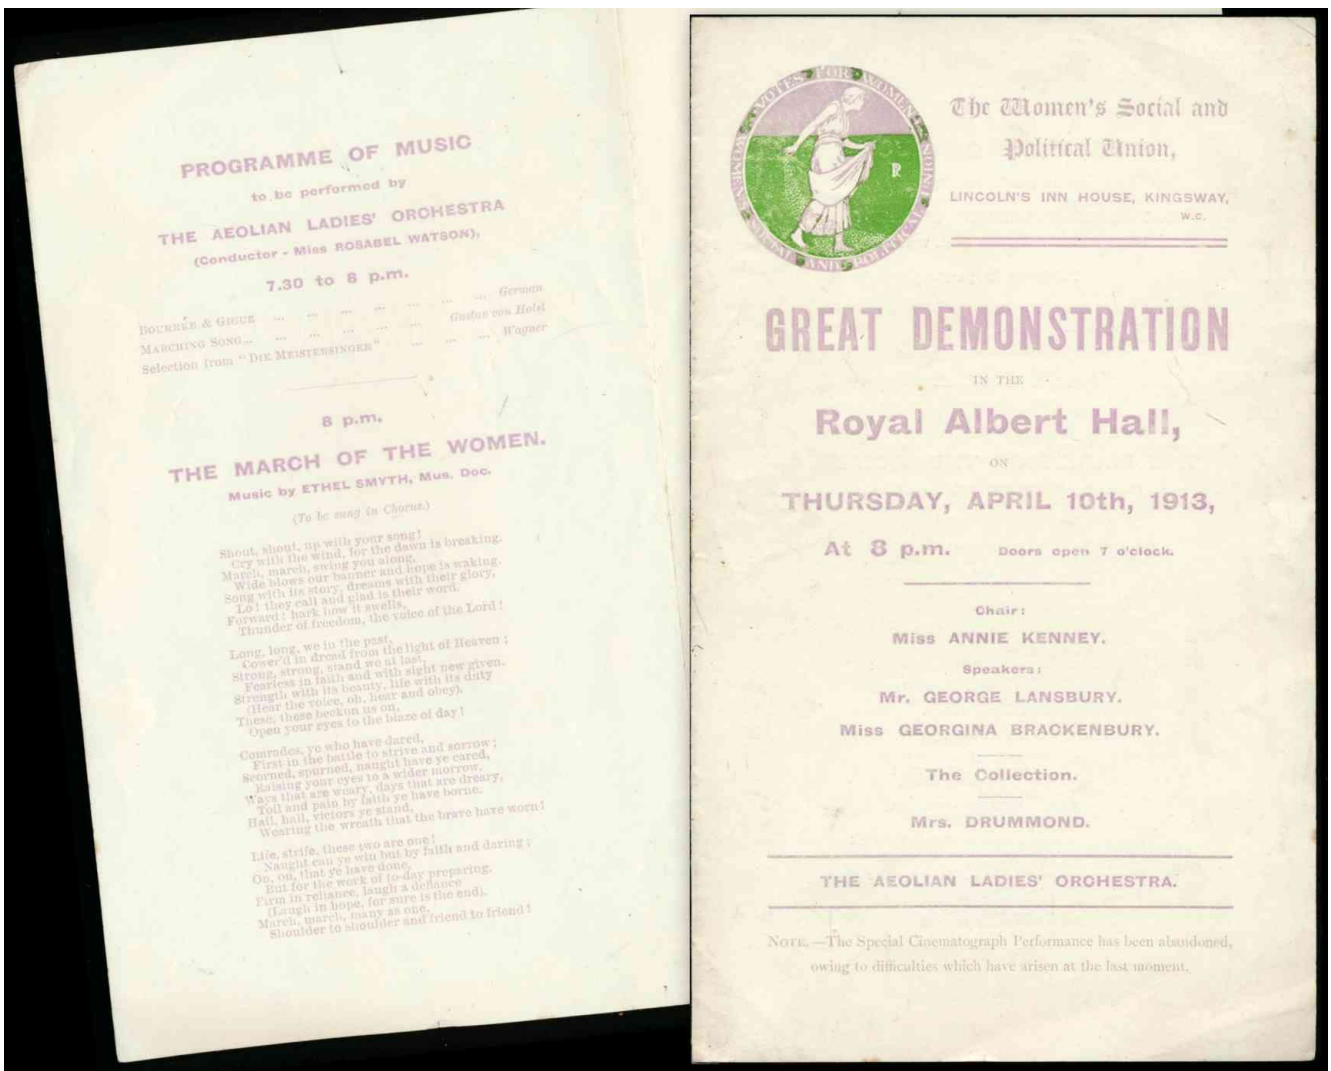 PROGRAMME OF MUSIC
to be performed by
THE AEOLIAN LADIES' ORCHESTRA
(Conductor - Miss ROSABEL WATSON),
7.30 to 8 p.m.
BOURRÉE & GIGUE ... ... ... ... ... ... ... German
MARCHING SONG... ... ... ... ... ... Gustav von Holst
Selection from "DIE MEISTERSINGER" ... ... ... Wagner
8 p.m.
THE MARCH OF THE WOMEN.
Music by ETHEL SMYTH, Mus. Doc.
(To be sung in Chorus.)
Shout, shout, up with your song!
Cry with the wind, for the dawn is breaking.
March, march, swing you along,
Wide blows our banner and hope is waking.
Song with its story, dreams with their glory,
Lo! they call and glad is their word.
Forward! hark how it swells,
Thunder of freedom, the voice of the Lord!
Long, long, we in the past,
Cower'd in dread from the light of Heaven;
Strong, strong, stand we at last,
Fearless in faith and with sight new given.
Strength with its beauty, life with its duty
(Hear the voice, oh, hear and obey).
These, these beckon us on,
Open your eyes to the blaze of day!
Comrades, ye who have dared,
First in the battle to strive and sorrow;
Scorned, spurned, naught have ye cared,
Raising your eyes to a wider morrow.
Ways that are weary, days that are dreary,
Toil and pain by faith ye have borne.
Hail, hail, victors ye stand,
Wearing the wreath that the brave have worn!
Life, strife, these two are one!
Naught can ye win but by faith and daring;
On, on, that ye have done,
But for the work of to-day preparing.
Firm in reliance, laugh a defiance
(Laugh in hope, for sure is the end).
March, march, many as one,
Shoulder to shoulder and friend to friend!
VOTES FOR WOMEN
WOMEN'S SOCIAL AND POLITICAL UNION
The Women's Social and
Political Union,
LINCOLN'S INN HOUSE, KINGSWAY,
W.C.
GREAT DEMONSTRATION
IN THE
Royal Albert Hall,
ON
THURSDAY, APRIL 10th, 1913,
At 8 p.m. Doors open 7 o'clock.
Chair:
Miss ANNIE KENNEY.
Speakers:
Mr. GEORGE LANSBURY.
Miss GEORGINA BRACKENBURY.
The Collection.
Mrs. DRUMMOND.
THE AEOLIAN LADIES' ORCHESTRA.
NOTE.—The Special Cinematograph Performance has been abandoned,
owing to difficulties which have arisen at the last moment.